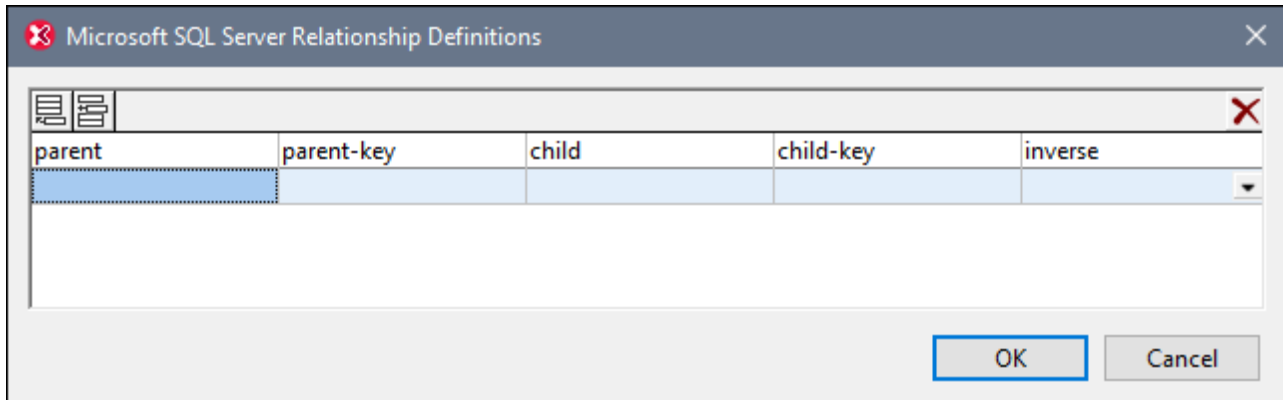 Microsoft SQL Server Relationship Definitions
parent parent-key child child-key inverse
OK Cancel